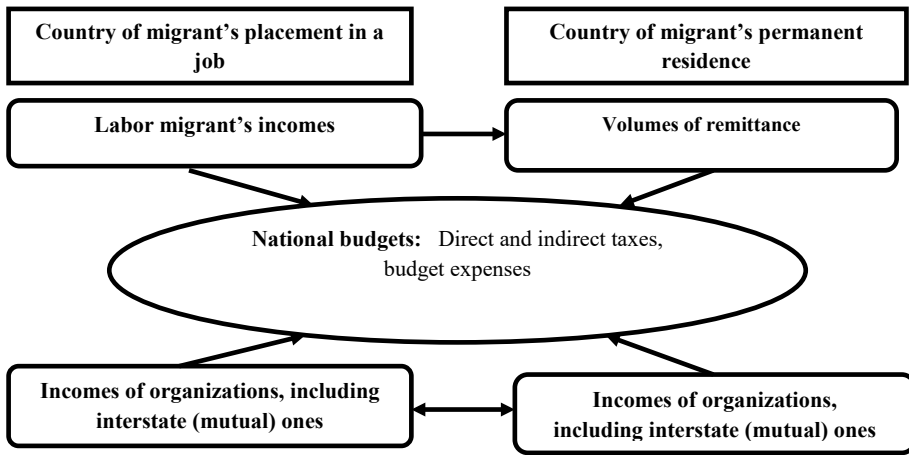 Country of migrant’s placement in a
job
Country of migrant’s permanent
residence
Labor migrant’s incomes
Volumes of remittance
National budgets: Direct and indirect taxes,
budget expenses
Incomes of organizations, including
interstate (mutual) ones
Incomes of organizations,
including interstate (mutual) ones